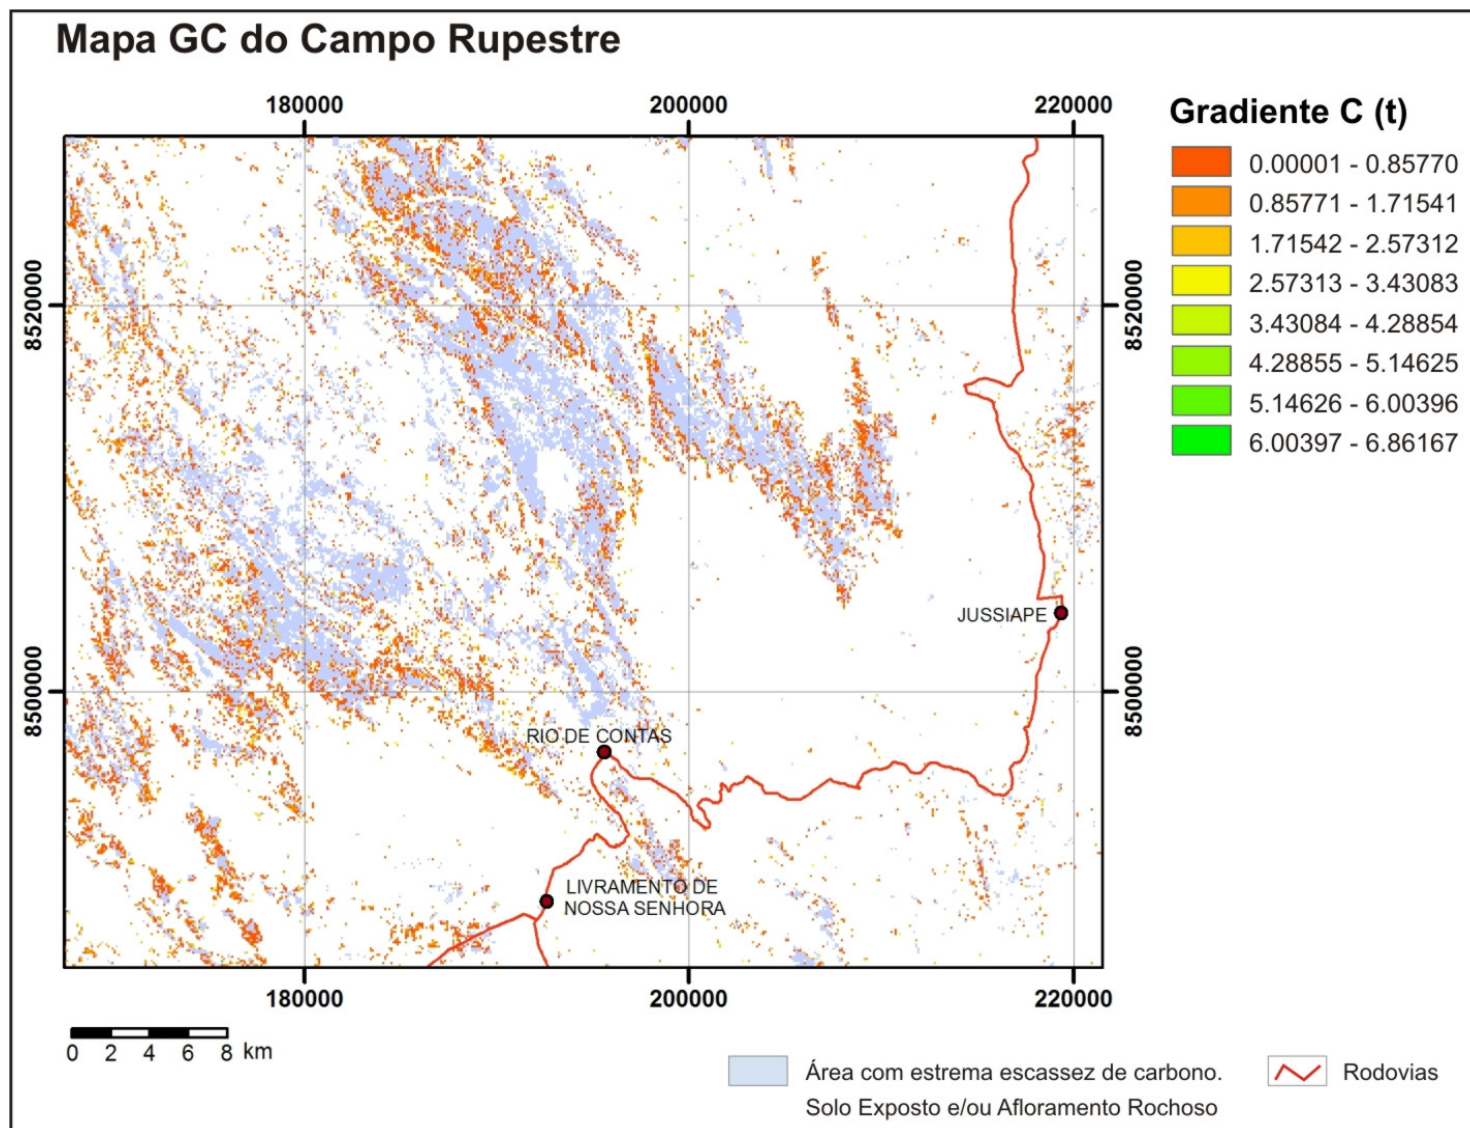 Mapa GC do Campo Rupestre
180000
200000
220000
Gradiente C (t)
0.00001 - 0.85770
0.85771 - 1.71541
1.71542 - 2.57312
2.57313 - 3.43083
3.43084 - 4.28854
4.28855 - 5.14625
5.14626 - 6.00396
6.00397 - 6.86167
8520000
8520000
JUSSIAPE
8500000
8500000
RIO DE CONTAS
LIVRAMENTO DE
NOSSA SENHORA
180000
200000
220000
0 2 4 6 8 km
Área com estrema escassez de carbono.
Solo Exposto e/ou Afloramento Rochoso
Rodovias